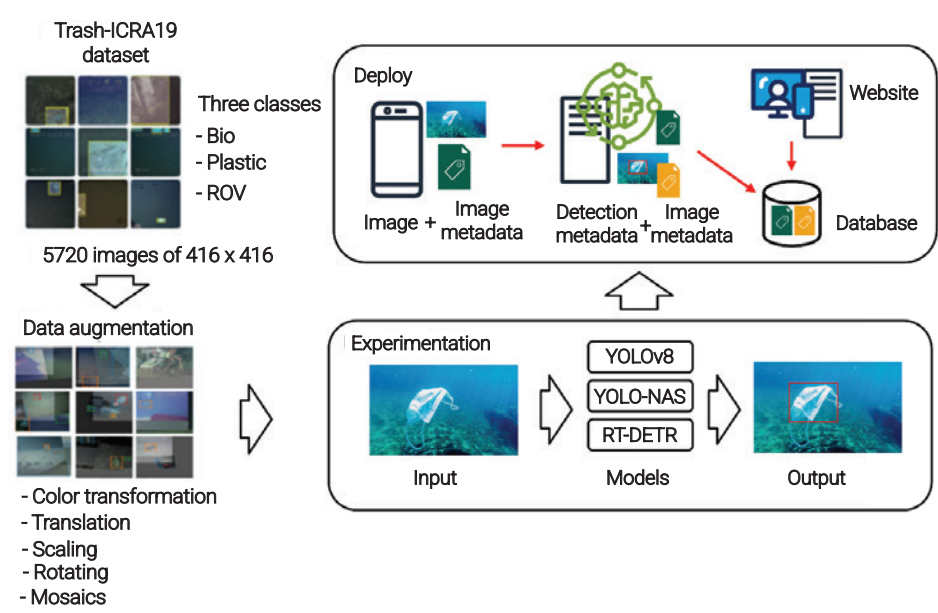 Trash-ICRA19
dataset
Three classes
- Bio
- Plastic
- ROV
5720 images of 416 x 416
Data augmentation
- Color transformation
- Translation
- Scaling
- Rotating
- Mosaics
Deploy
Image + Image
metadata
Detection
metadata + Image
metadata
Website
Database
Experimentation
Input
YOLOv8
YOLO-NAS
RT-DETR
Models
Output